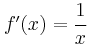 f'(x) = \frac{1}{x}